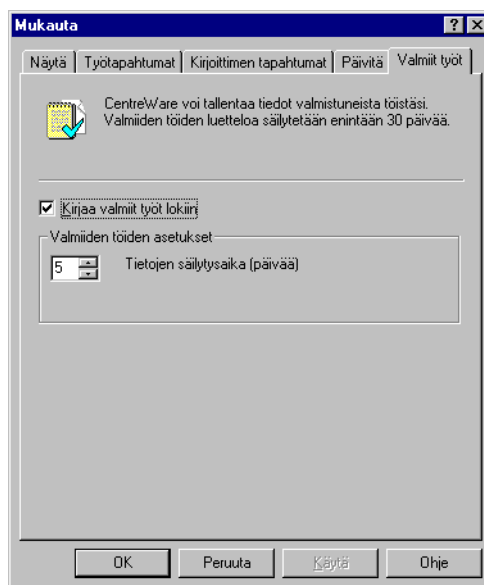 Mukauta
Näytä Työtapahtumat Kirjoittimen tapahtumat Päivitä Valmiit työt
CentreWare voi tallentaa tiedot valmistuneista töistäsi.
Valmiiden töiden luetteloa säilytetään enintään 30 päivää.
Kirjaa valmiit työt lokiin
Valmiiden töiden asetukset
5 Tietojen säilytysaika (päivää)
OK Peruuta Käytä Ohje